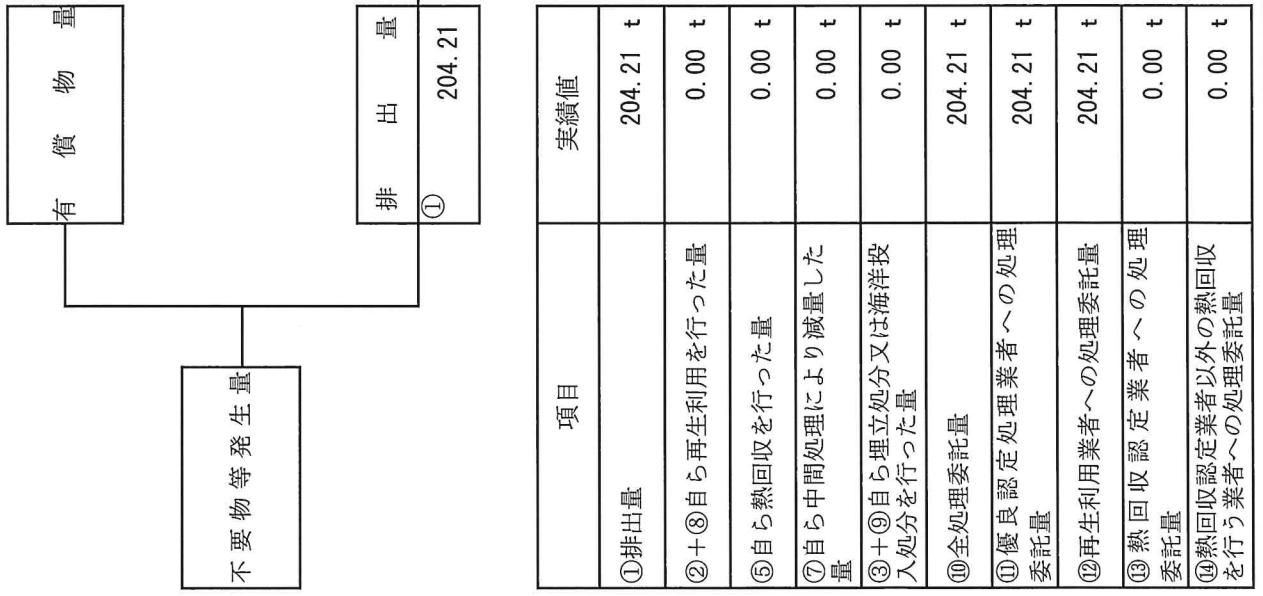 有償物量
排出量
① 204.21
不要物等発生量
項目 実績値
①排出量 204.21 t
②+⑧自ら再生利用を行った量 0.00 t
⑤自ら熱回収を行った量 0.00 t
⑦自ら中間処理により減量した
量 0.00 t
③+⑨自ら埋立処分又は海洋投
入処分を行った量 0.00 t
⑩全処理委託量 204.21 t
⑪優良認定処理業者への処理
委託量 204.21 t
⑫再生利用業者への処理委託量 204.21 t
⑬熱回収認定業者への処理
委託量 0.00 t
⑭熱回収認定業者以外の熱回収
を行う業者への処理委託量 0.00 t